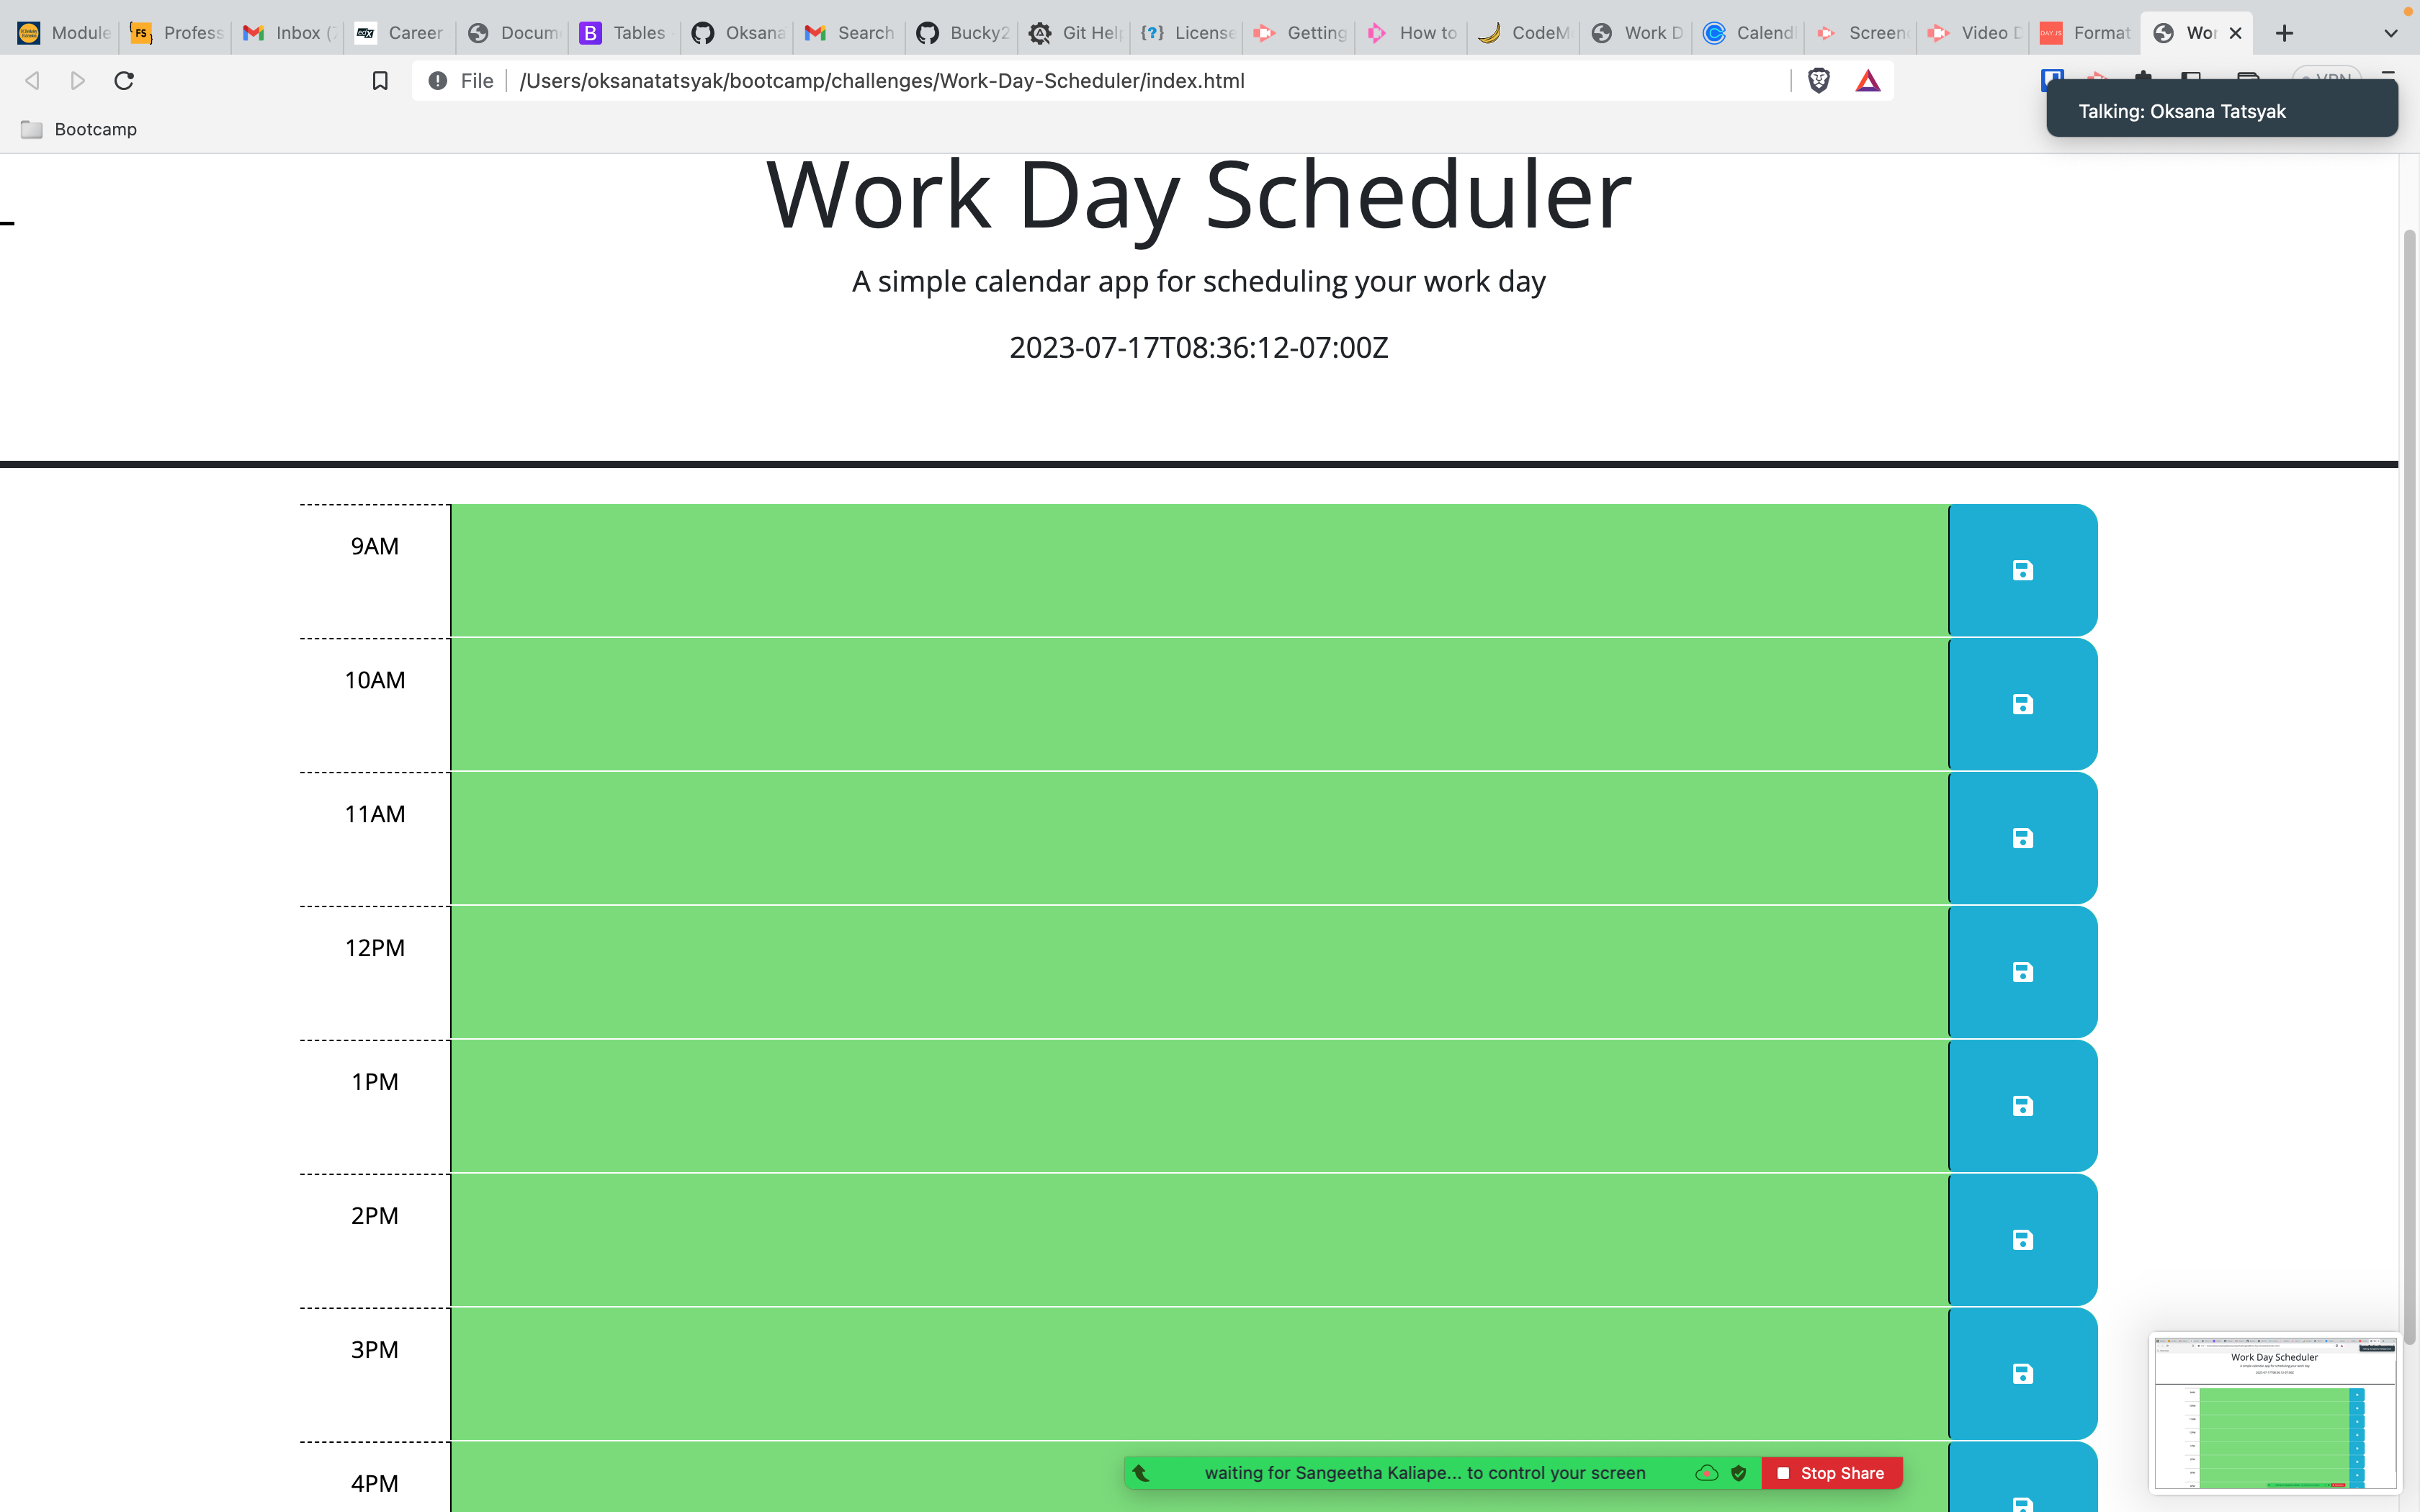 Module
Profess
Inbox (
Career
Docum
Tables
Oksana
Search
Bucky2
Git Hel
License
Getting
How to
CodeM
Work D
Calend
Screen
Video D
Format
Wor
File
/Users/oksanatatsyak/bootcamp/challenges/Work-Day-Scheduler/index.html
VPN
Bootcamp
Talking: Oksana Tatsyak
Work Day Scheduler
A simple calendar app for scheduling your work day
2023-07-17T08:36:12-07:00Z
9AM
10AM
11AM
12PM
1PM
2PM
3PM
4PM
waiting for Sangeetha Kaliape... to control your screen
Stop Share
Work Day Scheduler